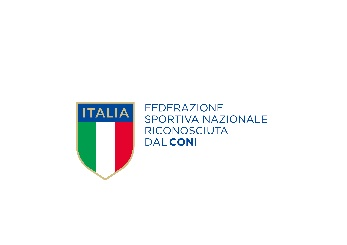 ITALIA
FEDERAZIONE
SPORTIVA NAZIONALE
RICONOSCIUTA
DAL CONI